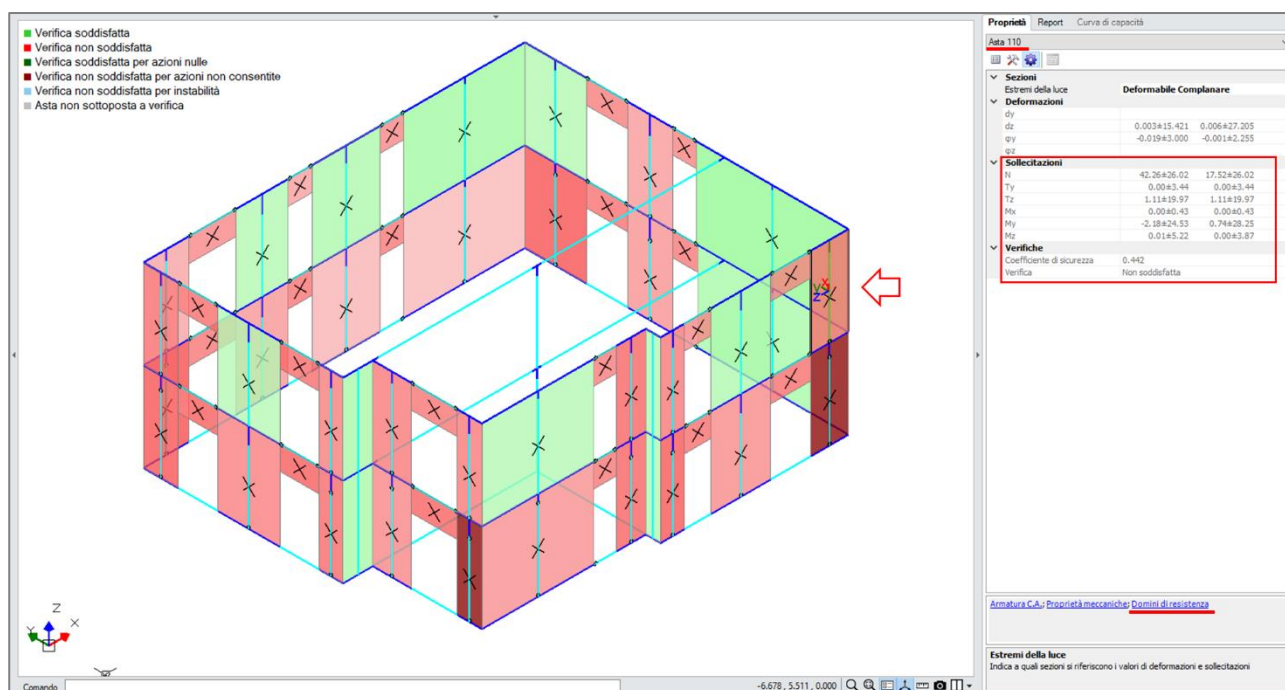 Verifica soddisfatta
Verifica non soddisfatta
Verifica soddisfatta per azioni nulle
Verifica non soddisfatta per azioni non consentite
Verifica non soddisfatta per instabilità
Asta non sottoposta a verifica
x
y
z
Z
Y
X
Comando
-6.678 , 5.511 , 0.000
Proprietà Report Curva di capacità
Asta 110
Sezioni
Estremi della luce Deformabile Complanare
Deformazioni
dy
dz 0.003±15.421 0.006±27.205
φy -0.019±3.000 -0.001±2.255
φz
Sollecitazioni
N 42.26±26.02 17.52±26.02
Ty 0.00±3.44 0.00±3.44
Tz 1.11±19.97 1.11±19.97
Mx 0.00±0.43 0.00±0.43
My -2.18±24.53 0.74±28.25
Mz 0.01±5.22 0.00±3.87
Verifiche
Coefficiente di sicurezza 0.442
Verifica Non soddisfatta
Armatura C.A.; Proprietà meccaniche; Domini di resistenza
Estremi della luce
Indica a quali sezioni si riferiscono i valori di deformazioni e sollecitazioni